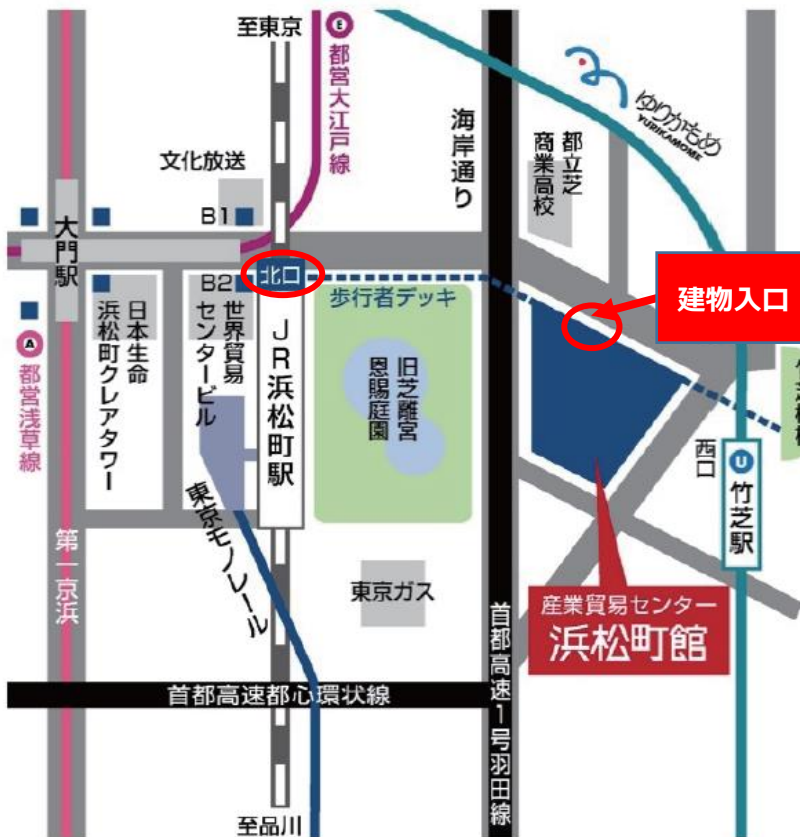 至東京
E
都営大江戸線
海岸通り
ゆりかもめ
YURIKAMOME
都立芝
商業高校
文化放送
B1
大門駅
B2
北口
歩行者デッキ
建物入口
日本生命
浜松町クレアタワー
世界貿易
センタービル
JR浜松町駅
旧芝離宮
恩賜庭園
A
都営浅草線
西口
U
竹芝駅
東京モノレール
第一京浜
東京ガス
産業貿易センター
浜松町館
首都高速都心環状線
首都高速1号羽田線
至品川